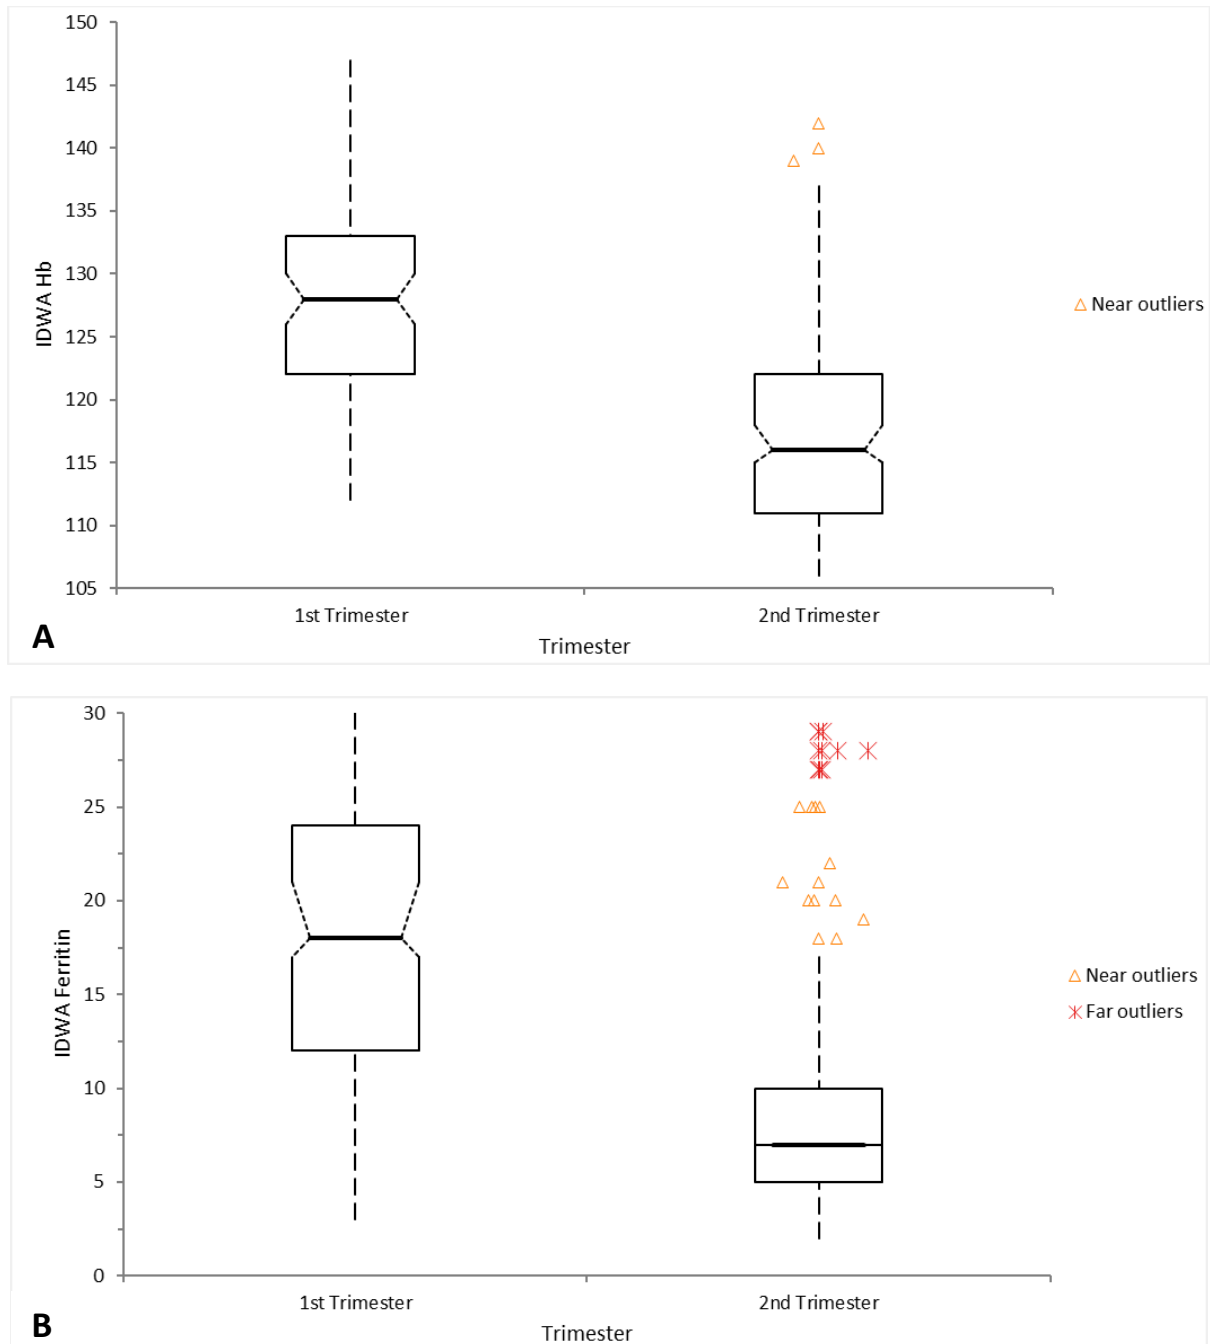 150
145
140
135
130
125
120
115
110
105
IDWA Hb
1st Trimester 2nd Trimester
Trimester
Near outliers
A
30
25
20
15
10
5
0
IDWA Ferritin
1st Trimester 2nd Trimester
Trimester
Near outliers
Far outliers
B